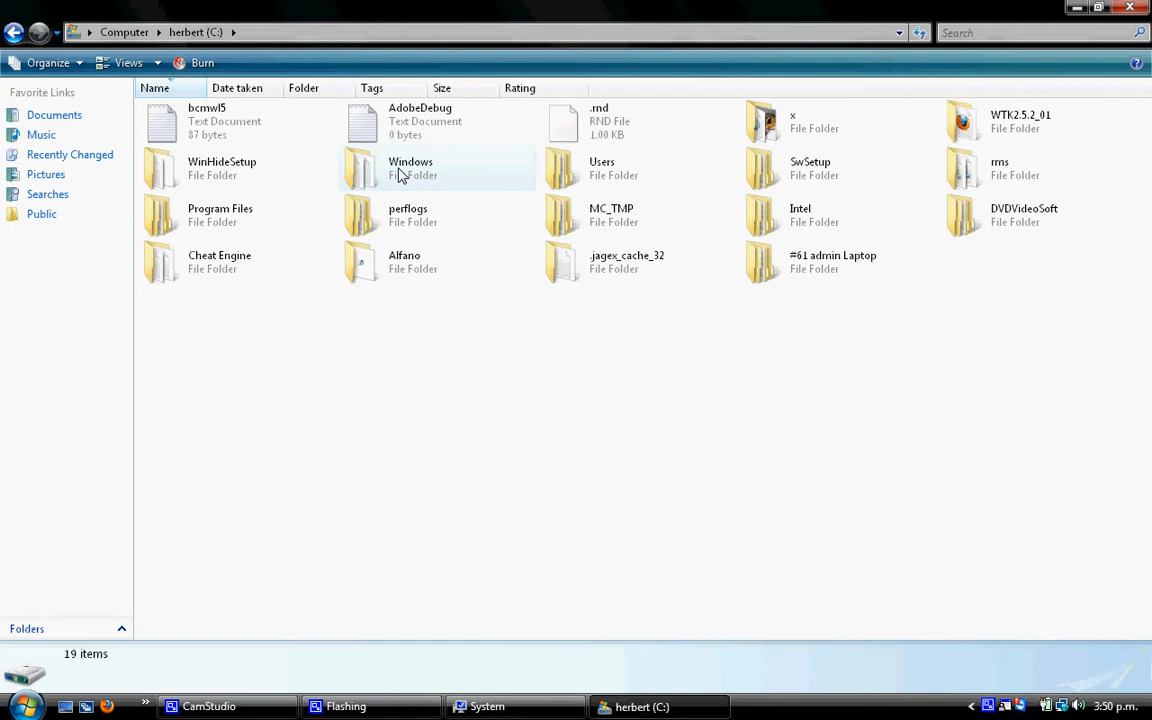 Computer herbert (C:) Search
Organize Views Burn
Favorite Links
Documents
Music
Recently Changed
Pictures
Searches
Public
Folders
Name Date taken Folder Tags Size Rating
bcmwl5
Text Document
87 bytes
AdobeDebug
Text Document
0 bytes
.rnd
RND File
1.00 KB
x
File Folder
WTK2.5.2_01
File Folder
WinHideSetup
File Folder
Windows
File Folder
Users
File Folder
SwSetup
File Folder
rms
File Folder
Program Files
File Folder
perflogs
File Folder
MC_TMP
File Folder
Intel
File Folder
DVDVideoSoft
File Folder
Cheat Engine
File Folder
Alfano
File Folder
.jagex_cache_32
File Folder
#61 admin Laptop
File Folder
19 items
CamStudio Flashing System herbert (C:) 3:50 p.m.